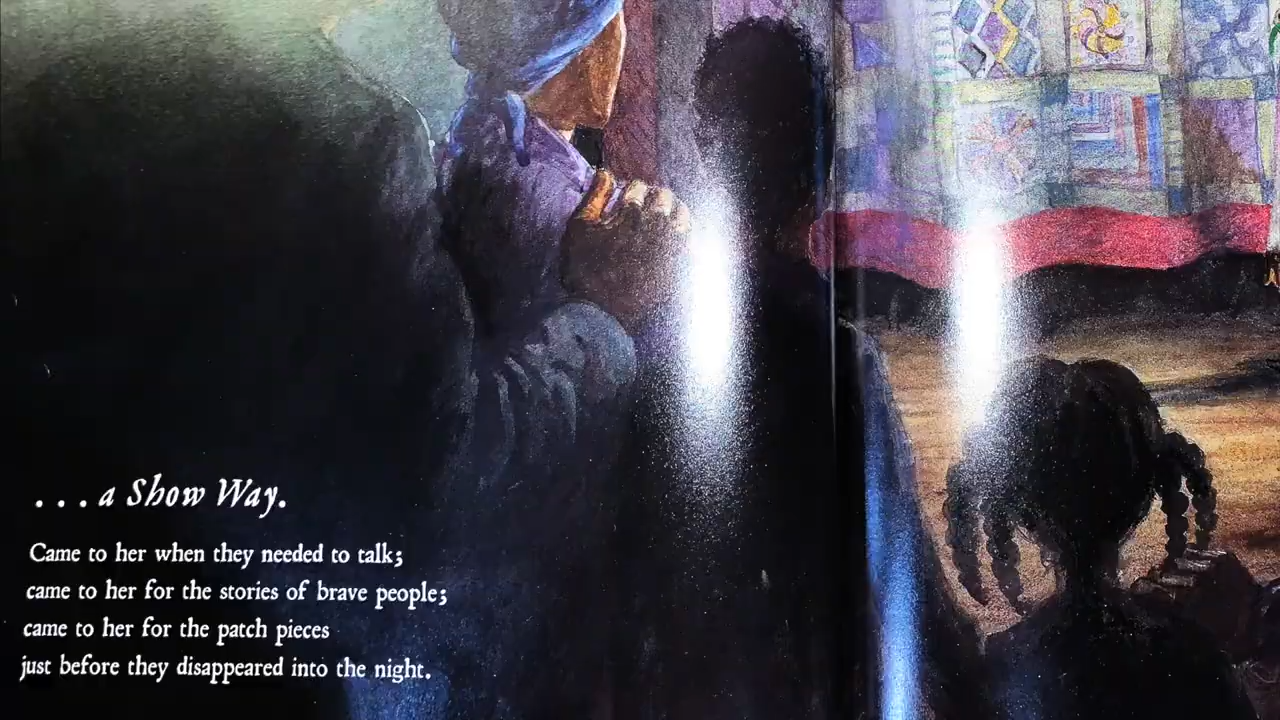 . . . a Show Way.
Came to her when they needed to talk;
came to her for the stories of brave people;
came to her for the patch pieces
just before they disappeared into the night.